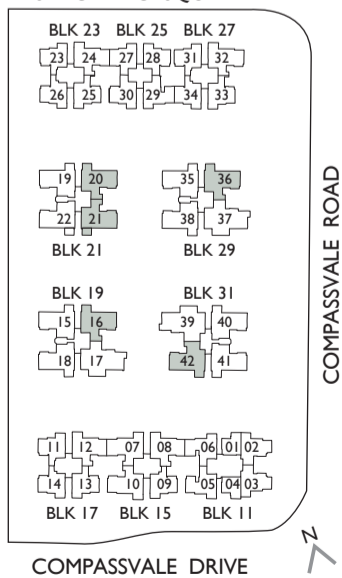 BLK 23 BLK 25 BLK 27
23 24 27 28 31 32
26 25 30 29 34 33
19 20 35 36
22 21 38 37
BLK 21 BLK 29
COMPASSVALE ROAD
BLK 19 BLK 31
15 16 39 40
18 17 42 41
11 12 07 08 06 01 02
14 13 10 09 05 04 03
BLK 17 BLK 15 BLK 11
N
COMPASSVALE DRIVE